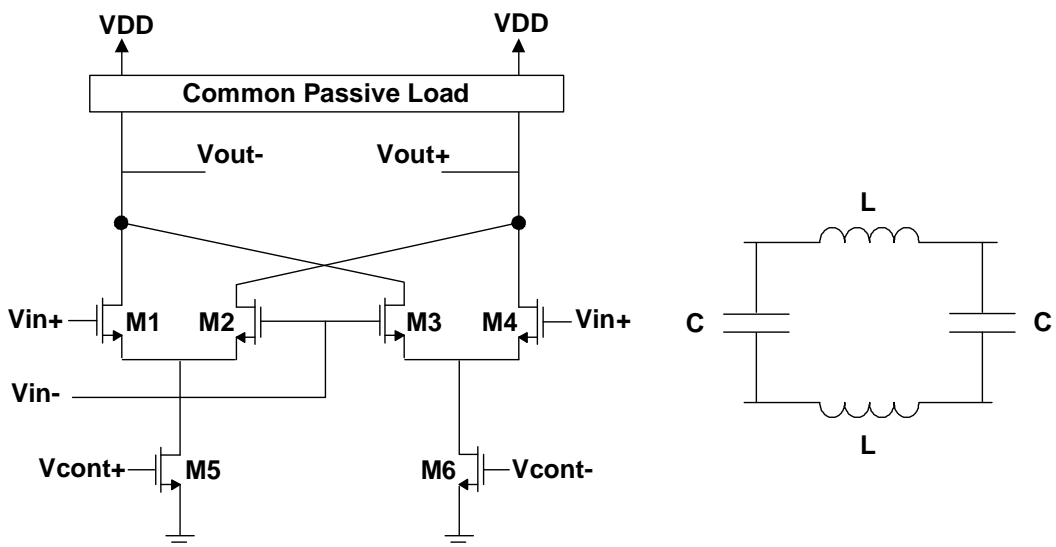 VDD
VDD
Common Passive Load
Vout-
Vout+
L
Vin+
M1
M2
M3
M4
Vin+
C
C
Vin-
L
Vcont+
M5
M6
Vcont-